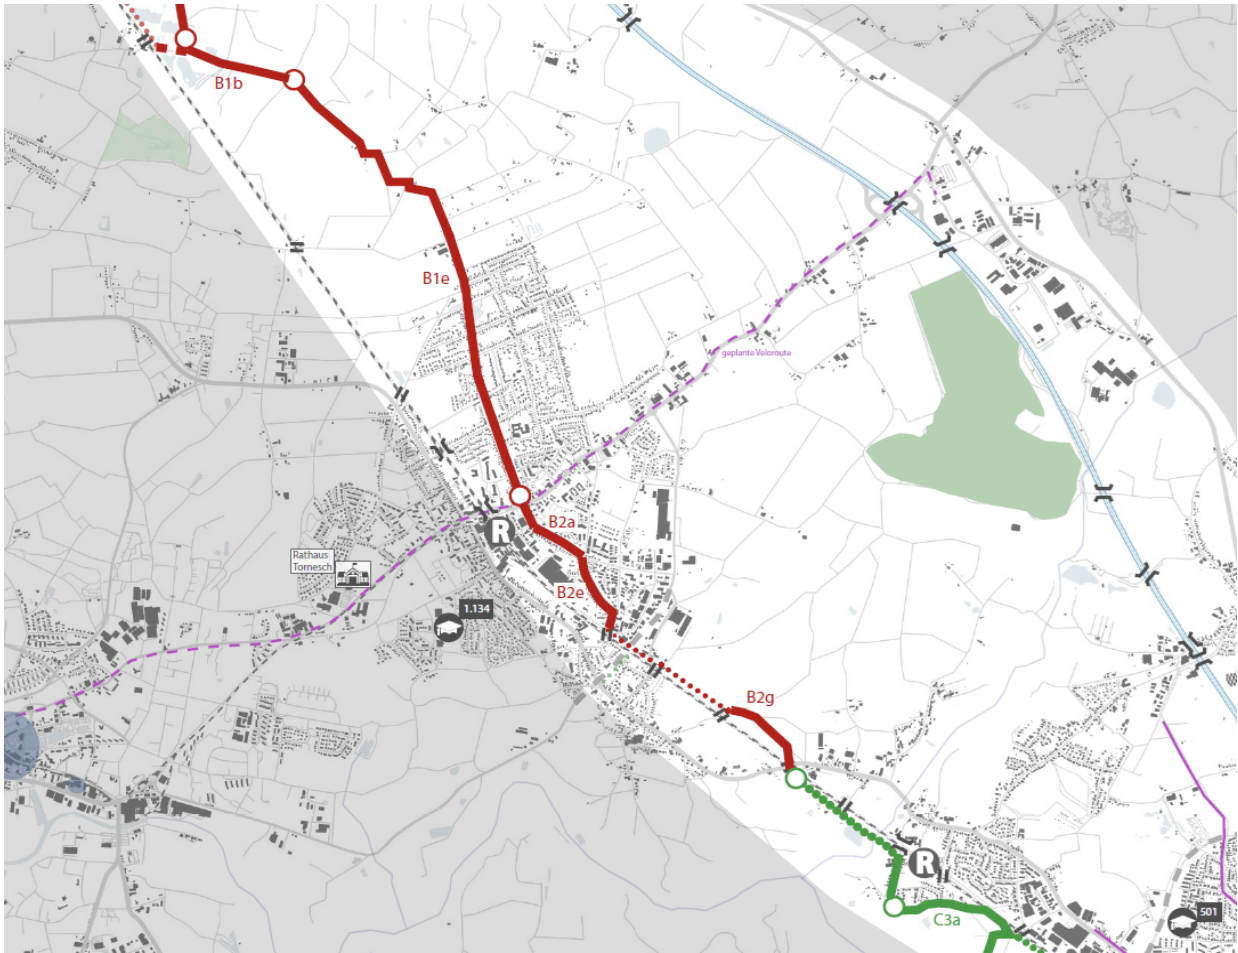 B1b
B1e
geplante Veloroute
B2a
R
Rathaus
Tornesch
B2e
1.134
B2g
R
C3a
501